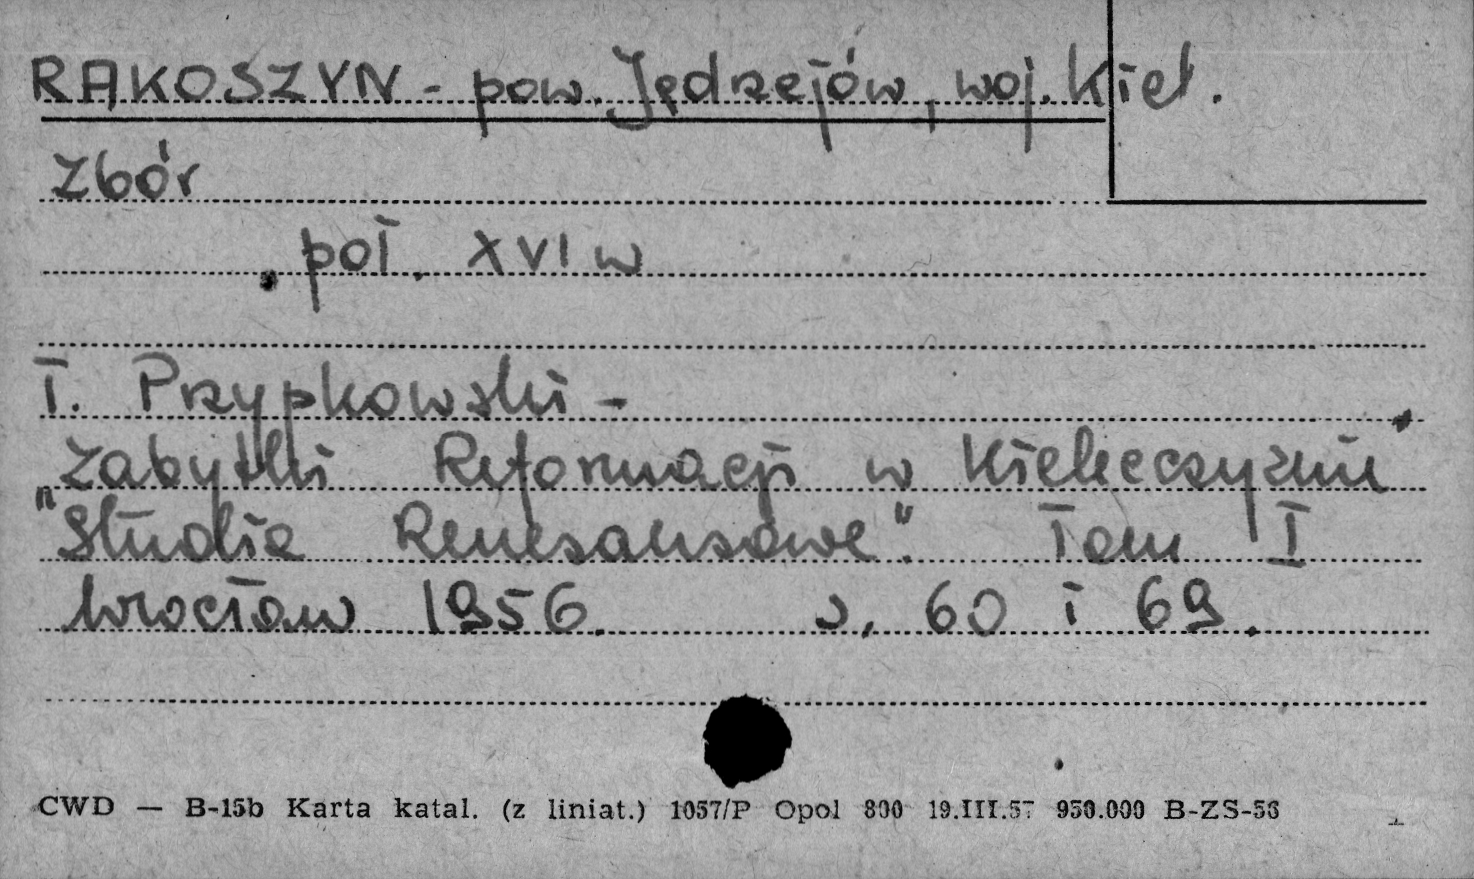 RAKOSZYN - pow. Jędrzejów, woj. Kiel.
Zbór
poł. XVI w
T. Przypkowski -
Zabytki Reformacji w Kielecczyźnie
"Studia Renesansowe". Tom I
Wrocław 1956. s. 60 i 69.
CWD — B-15b Karta katal. (z liniat.) 1057/P Opol 800 19.III.57 950.000 B-ZS-56